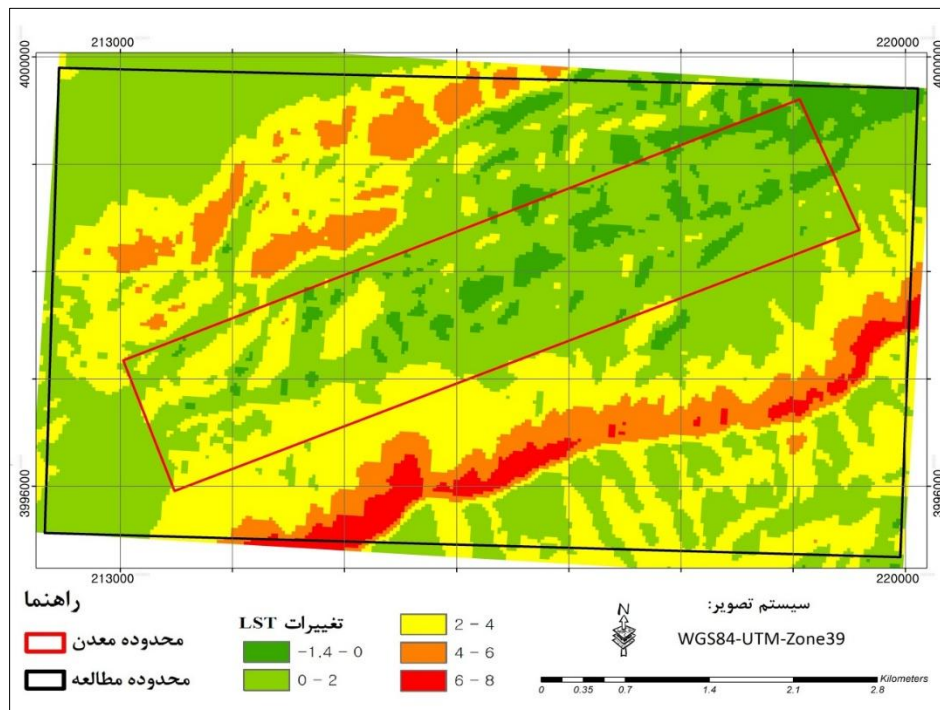 213000 220000
4000000 4000000
3996000 3996000
213000 220000
راهنما
محدوده معدن
محدوده مطالعه
تغییرات LST
-1.4 - 0
0 - 2
2 - 4
4 - 6
6 - 8
N
سیستم تصویر:
WGS84-UTM-Zone39
Kilometers
0 0.35 0.7 1.4 2.1 2.8